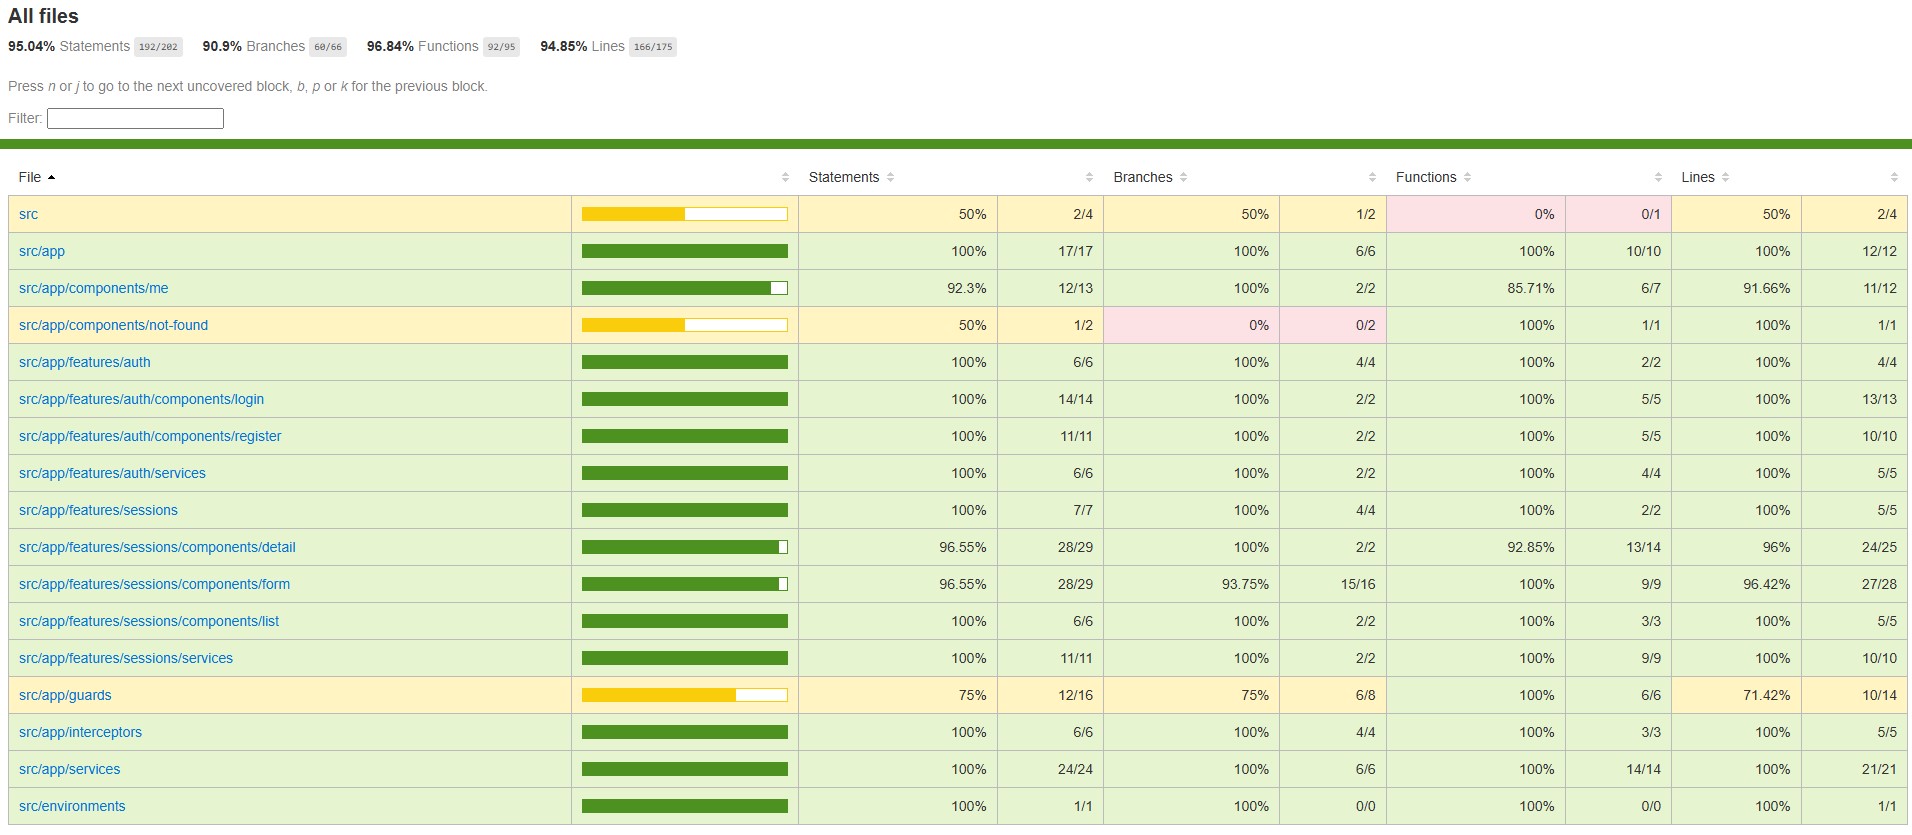 All files
95.04% Statements 192/202 90.9% Branches 60/66 96.84% Functions 92/95 94.85% Lines 166/175
Press n or j to go to the next uncovered block, b, p or k for the previous block.
Filter:
File Statements Branches Functions Lines
src 50% 2/4 50% 1/2 0% 0/1 50% 2/4
src/app 100% 17/17 100% 6/6 100% 10/10 100% 12/12
src/app/components/me 92.3% 12/13 100% 2/2 85.71% 6/7 91.66% 11/12
src/app/components/not-found 50% 1/2 0% 0/2 100% 1/1 100% 1/1
src/app/features/auth 100% 6/6 100% 4/4 100% 2/2 100% 4/4
src/app/features/auth/components/login 100% 14/14 100% 2/2 100% 5/5 100% 13/13
src/app/features/auth/components/register 100% 11/11 100% 2/2 100% 5/5 100% 10/10
src/app/features/auth/services 100% 6/6 100% 2/2 100% 4/4 100% 5/5
src/app/features/sessions 100% 7/7 100% 4/4 100% 2/2 100% 5/5
src/app/features/sessions/components/detail 96.55% 28/29 100% 2/2 92.85% 13/14 96% 24/25
src/app/features/sessions/components/form 96.55% 28/29 93.75% 15/16 100% 9/9 96.42% 27/28
src/app/features/sessions/components/list 100% 6/6 100% 2/2 100% 3/3 100% 5/5
src/app/features/sessions/services 100% 11/11 100% 2/2 100% 9/9 100% 10/10
src/app/guards 75% 12/16 75% 6/8 100% 6/6 71.42% 10/14
src/app/interceptors 100% 6/6 100% 4/4 100% 3/3 100% 5/5
src/app/services 100% 24/24 100% 6/6 100% 14/14 100% 21/21
src/environments 100% 1/1 100% 0/0 100% 0/0 100% 1/1